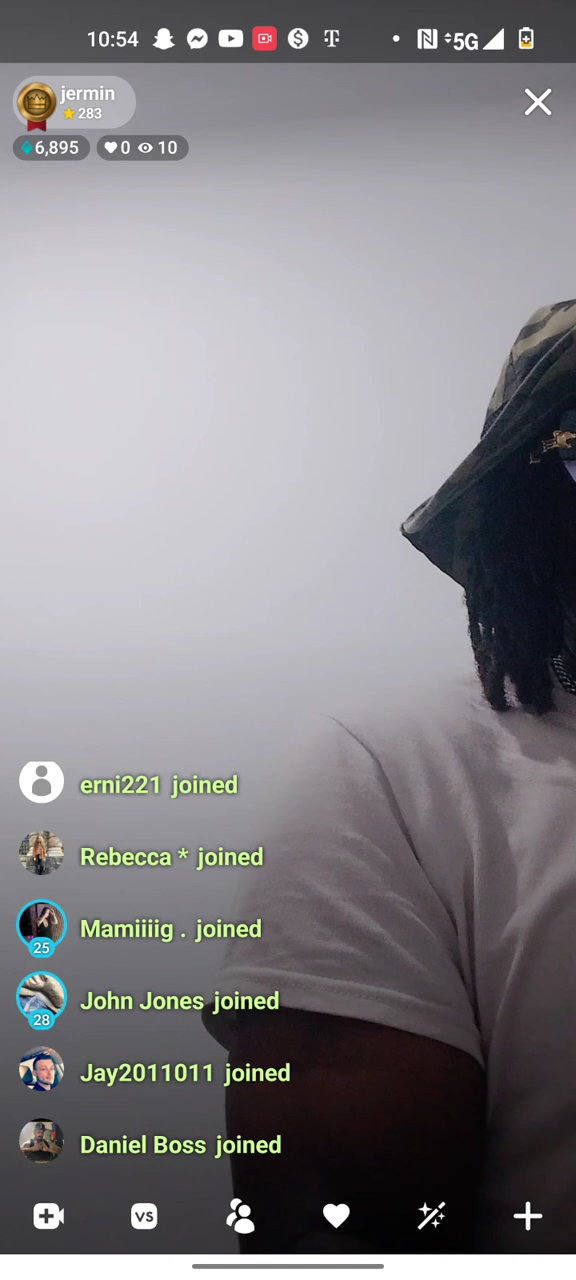 10:54
5G
jermin
283
6,895
0 10
erni221 joined
Rebecca * joined
Mamiiiig . joined
25
John Jones joined
28
Jay2011011 joined
Daniel Boss joined
VS